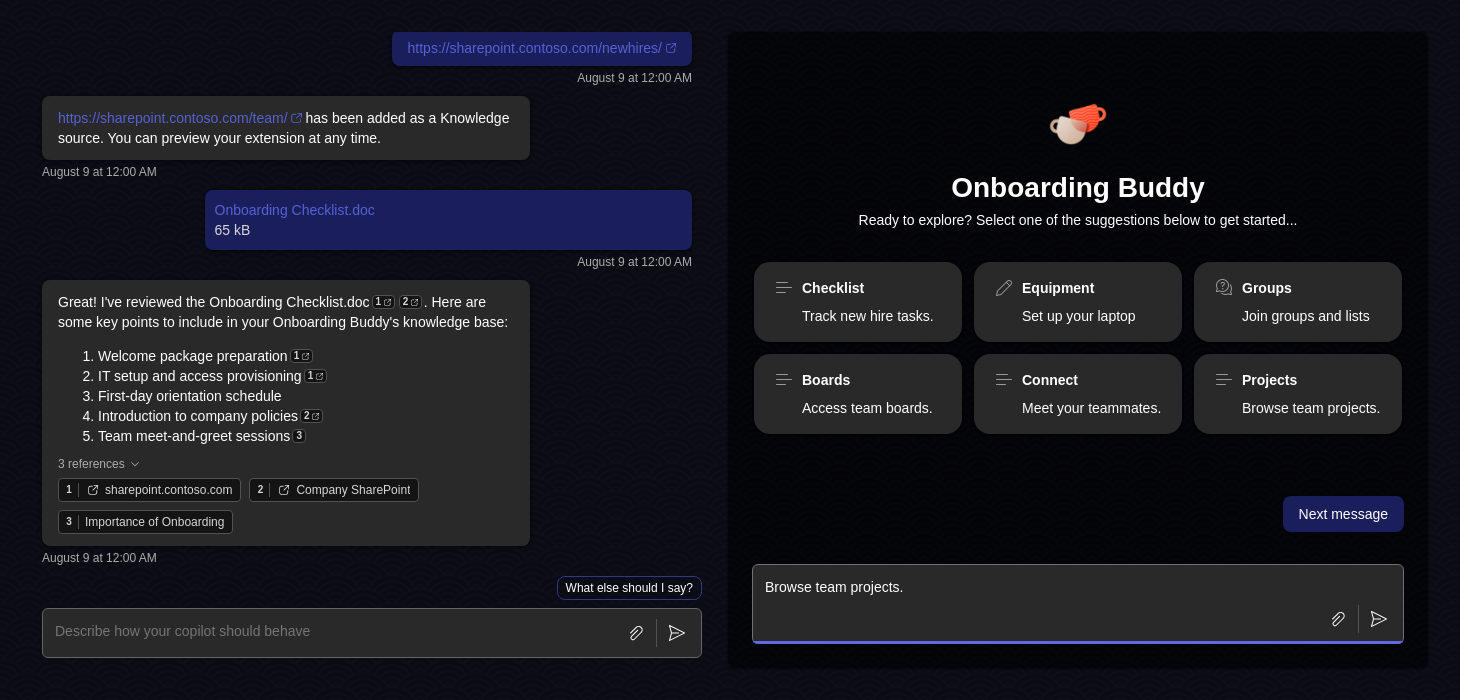 https://sharepoint.contoso.com/newhires/
August 9 at 12:00 AM
https://sharepoint.contoso.com/team/ has been added as a Knowledge
source. You can preview your extension at any time.
August 9 at 12:00 AM
Onboarding Checklist.doc
65 kB
August 9 at 12:00 AM
Great! I've reviewed the Onboarding Checklist.doc 1 2 . Here are
some key points to include in your Onboarding Buddy's knowledge base:
1. Welcome package preparation 1
2. IT setup and access provisioning 1
3. First-day orientation schedule
4. Introduction to company policies 2
5. Team meet-and-greet sessions 3
3 references
1 sharepoint.contoso.com 2 Company SharePoint
3 Importance of Onboarding
August 9 at 12:00 AM
What else should I say?
Describe how your copilot should behave
Onboarding Buddy
Ready to explore? Select one of the suggestions below to get started...
Checklist
Track new hire tasks.
Equipment
Set up your laptop
Groups
Join groups and lists
Boards
Access team boards.
Connect
Meet your teammates.
Projects
Browse team projects.
Next message
Browse team projects.